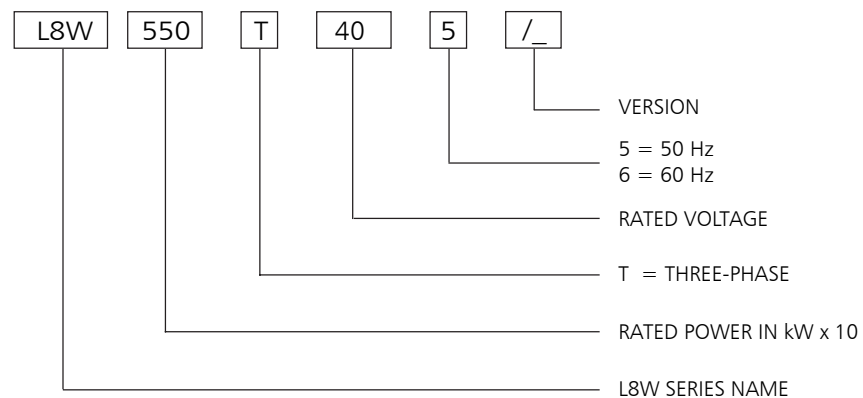 L8W 550 T 40 5 /_
VERSION
5 = 50 Hz
6 = 60 Hz
RATED VOLTAGE
T = THREE-PHASE
RATED POWER IN kW x 10
L8W SERIES NAME